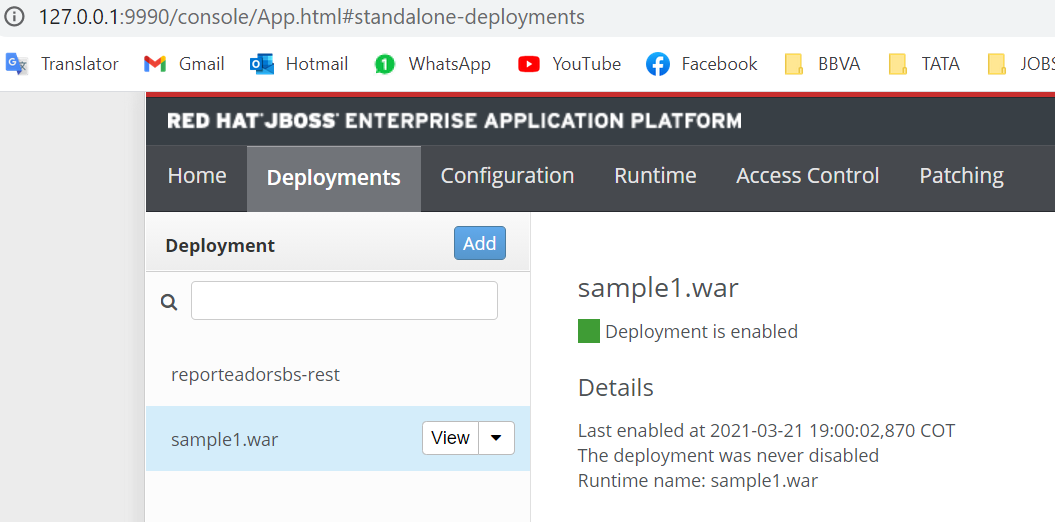 127.0.0.1:9990/console/App.html#standalone-deployments
Translator Gmail Hotmail 1 WhatsApp YouTube Facebook BBVA TATA JOBS
RED HAT JBOSS ENTERPRISE APPLICATION PLATFORM
Home Deployments Configuration Runtime Access Control Patching
Deployment Add
reporteadorsbs-rest
sample1.war View
sample1.war
Deployment is enabled
Details
Last enabled at 2021-03-21 19:00:02,870 COT
The deployment was never disabled
Runtime name: sample1.war